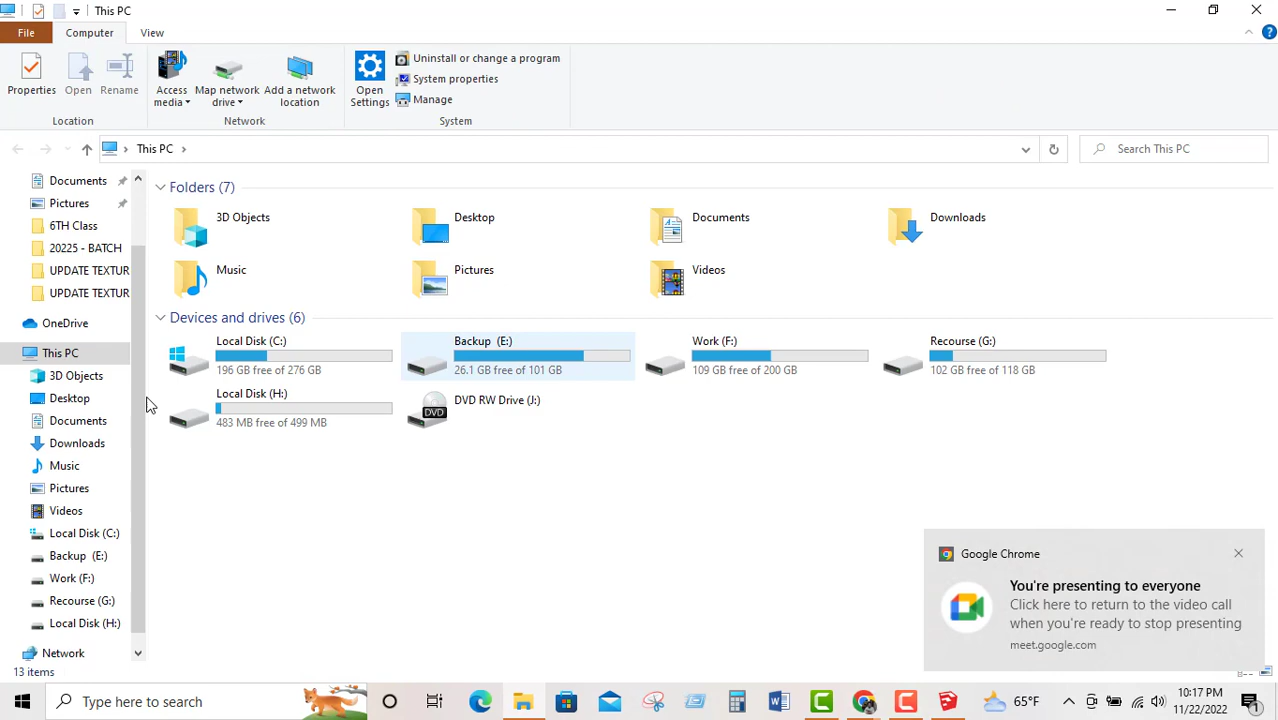 This PC
File Computer View
Properties Open Rename Access media Map network drive Add a network location Open Settings Uninstall or change a program System properties Manage
Location Network System
This PC
Search This PC
Documents
Pictures
6TH Class
20225 - BATCH
UPDATE TEXTUR
UPDATE TEXTUR
OneDrive
This PC
3D Objects
Desktop
Documents
Downloads
Music
Pictures
Videos
Local Disk (C:)
Backup (E:)
Work (F:)
Recourse (G:)
Local Disk (H:)
Network
Folders (7)
3D Objects Desktop Documents Downloads
Music Pictures Videos
Devices and drives (6)
Local Disk (C:) Backup (E:) Work (F:) Recourse (G:)
196 GB free of 276 GB 26.1 GB free of 101 GB 109 GB free of 200 GB 102 GB free of 118 GB
Local Disk (H:) DVD RW Drive (J:)
DVD
483 MB free of 499 MB
Google Chrome
You're presenting to everyone
Click here to return to the video call
when you're ready to stop presenting
meet.google.com
13 items
Type here to search
65°F
10:17 PM
11/22/2022
1